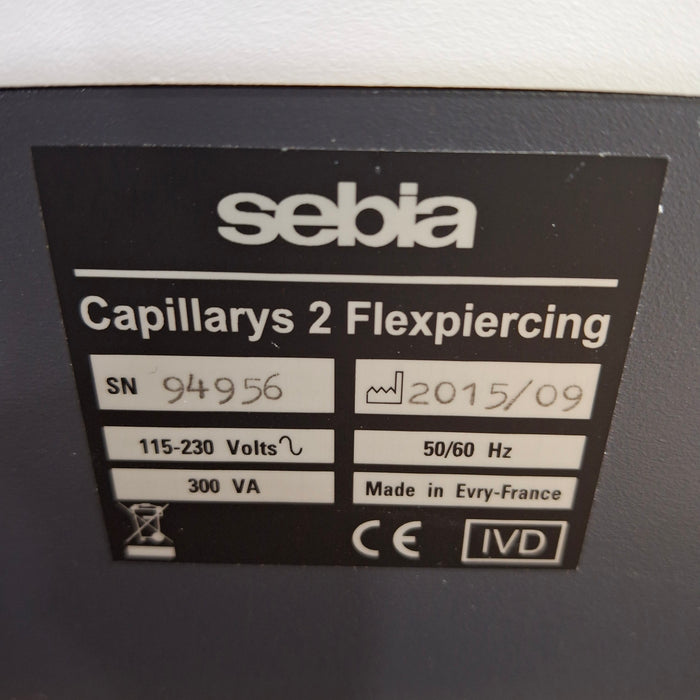 sebia
Capillarys 2 Flexpiercing
SN 94956
2015/09
115-230 Volts
50/60 Hz
300 VA
Made in Evry-France
CE
IVD